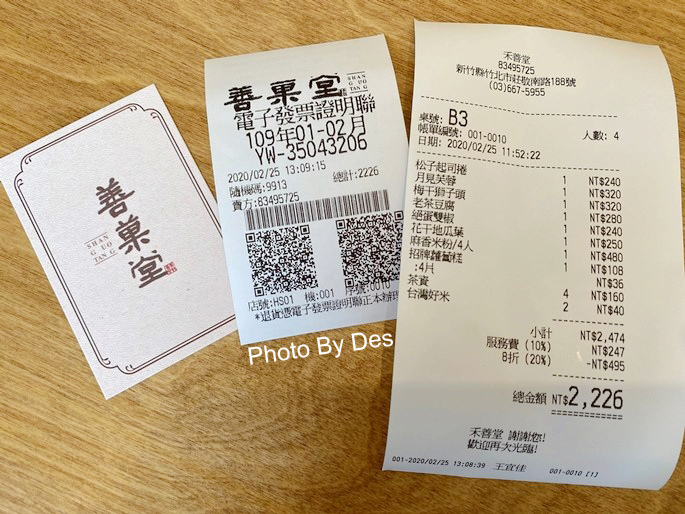 善菓堂
SHAN
GUO
TANG
善菓堂
SHAN
GUO
TANG
電子發票證明聯
109年01-02月
YW-35043206
2020/02/25 13:09:15
隨機碼:9913 總計:2226
賣方:83495725
店號:HS01 機:001 序號:0010
*退貨憑電子發票證明聯正本
Photo By Des
禾善堂
83495725
新竹縣竹北市莊敬南路188號
(03)667-5955
桌號: B3
帳單編號: 001-0010 人數: 4
日期: 2020/02/25 11:52:22
松子起司捲 1 NT$240
月見芙蓉 1 NT$320
梅干獅子頭 1 NT$320
老茶豆腐 1 NT$280
絕蛋雙椒 1 NT$240
花干地瓜葉 1 NT$250
麻香米粉/4人 1 NT$480
招牌蘿蔔糕 1 NT$108
:4片 NT$36
茶資 4 NT$160
台灣好米 2 NT$40
小計 NT$2,474
服務費 (10%) NT$247
8折 (20%) -NT$495
總金額 NT$2,226
禾善堂 謝謝您!
歡迎再次光臨!
001-2020/02/25 13:08:39 王宜佳 001-0010 [1]